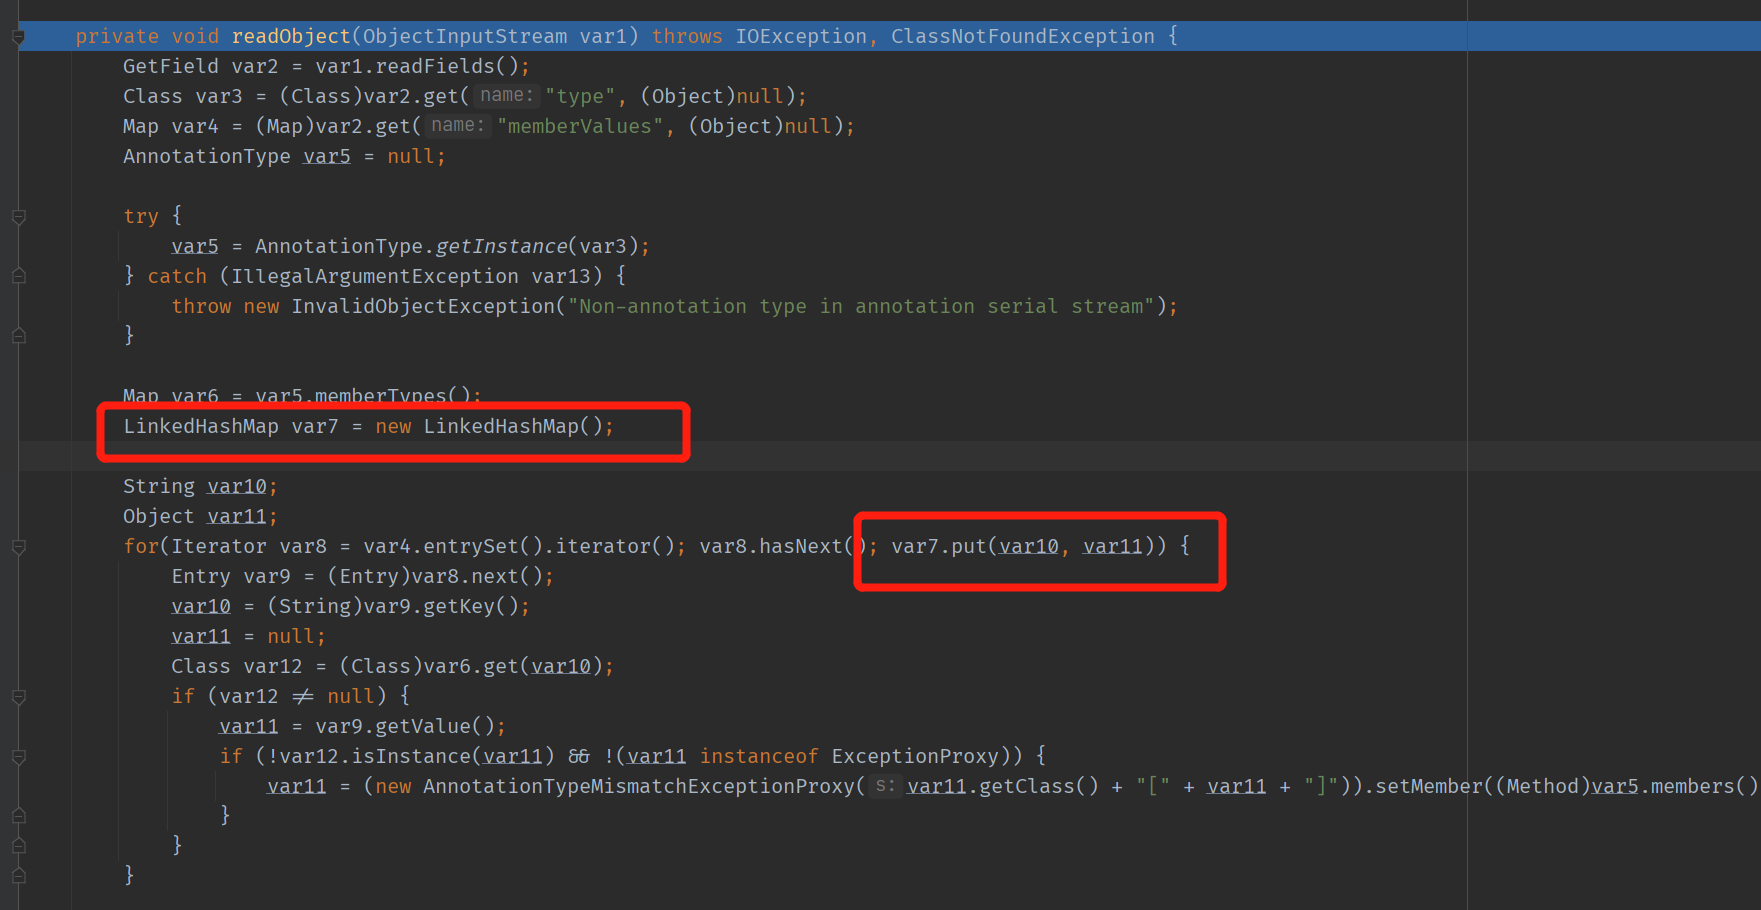 private void readObject(ObjectInputStream var1) throws IOException, ClassNotFoundException {
GetField var2 = var1.readFields();
Class var3 = (Class)var2.get( name: "type", (Object)null);
Map var4 = (Map)var2.get( name: "memberValues", (Object)null);
AnnotationType var5 = null;
try {
var5 = AnnotationType.getInstance(var3);
} catch (IllegalArgumentException var13) {
throw new InvalidObjectException("Non-annotation type in annotation serial stream");
}
Map var6 = var5.memberTypes();
LinkedHashMap var7 = new LinkedHashMap();
String var10;
Object var11;
for(Iterator var8 = var4.entrySet().iterator(); var8.hasNext(); var7.put(var10, var11)) {
Entry var9 = (Entry)var8.next();
var10 = (String)var9.getKey();
var11 = null;
Class var12 = (Class)var6.get(var10);
if (var12 != null) {
var11 = var9.getValue();
if (!var12.isInstance(var11) && !(var11 instanceof ExceptionProxy)) {
var11 = (new AnnotationTypeMismatchExceptionProxy( s: var11.getClass() + "[" + var11 + "]")).setMember((Method)var5.members()
}
}
}